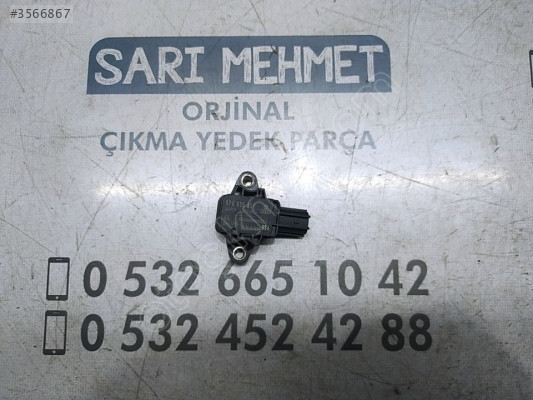 #3566867
SARI MEHMET
ORJİNAL
ÇIKMA YEDEK PARÇA
0 532 665 10 42
0 532 452 42 88